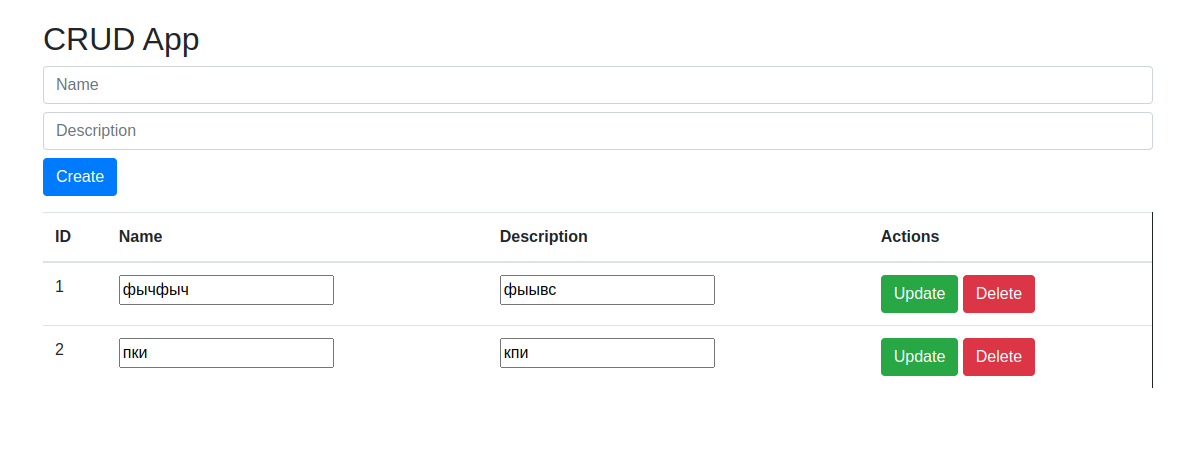 CRUD App
Name
Description
Create
ID Name Description Actions
1 фычфыч фыывс Update Delete
2 пки кпи Update Delete